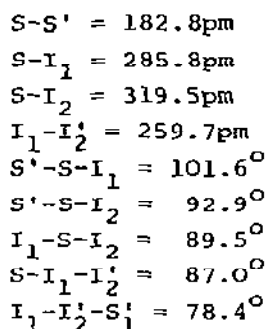 S-S' = 182.8pm
S-I₁ = 285.8pm
S-I₂ = 319.5pm
I₁-I₂' = 259.7pm
S'-S-I₁ = 101.6°
S'-S-I₂ = 92.9°
I₁-S-I₂ = 89.5°
S-I₁-I₂' = 87.0°
I₁-I₂'-S₁' = 78.4°